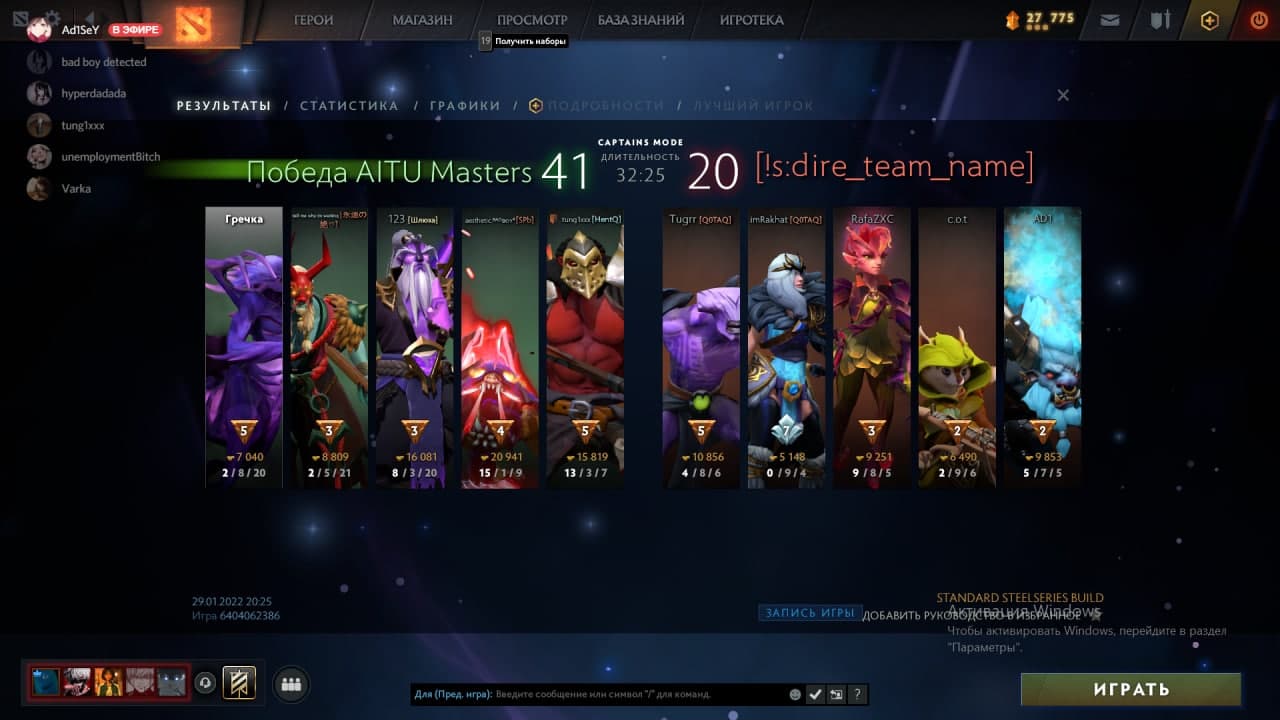 Ad1SeY В ЭФИРЕ
ГЕРОИ МАГАЗИН ПРОСМОТР БАЗА ЗНАНИЙ ИГРОТЕКА
27 775
19 Получить наборы
bad boy detected
hyperdadada
tung1xxx
unemploymentBitch
Varka
РЕЗУЛЬТАТЫ / СТАТИСТИКА / ГРАФИКИ / ПОДРОБНОСТИ / ЛУЧШИЙ ИГРОК
CAPTAINS MODE
Победа AITU Masters 41 ДЛИТЕЛЬНОСТЬ 32:25 20 [!s:dire_team_name]
Гречка
123 [Шлюха]
tung1xxx [HentQ]
Tugrr [Q0TAQ]
imRakhat [Q0TAQ]
RafaZXC
c.o.t
AD1
5 3 3 4 5 5 7 3 2 2
7 040 8 809 16 081 20 941 15 819 10 856 5 148 9 251 6 490 9 853
2 / 8 / 20 2 / 5 / 21 8 / 3 / 20 15 / 1 / 9 13 / 3 / 7 4 / 8 / 6 0 / 9 / 4 9 / 8 / 5 2 / 9 / 6 5 / 7 / 5
29.01.2022 20:25
Игра 6404062386
STANDARD STEELSERIES BUILD
ЗАПИСЬ ИГРЫ ДОБАВИТЬ РУКОВОДСТВО В ИЗБРАННОЕ
Активация Windows
Чтобы активировать Windows, перейдите в раздел
"Параметры".
Для (Пред. игра): Введите сообщение или символ "/" для команд.
?
ИГРАТЬ